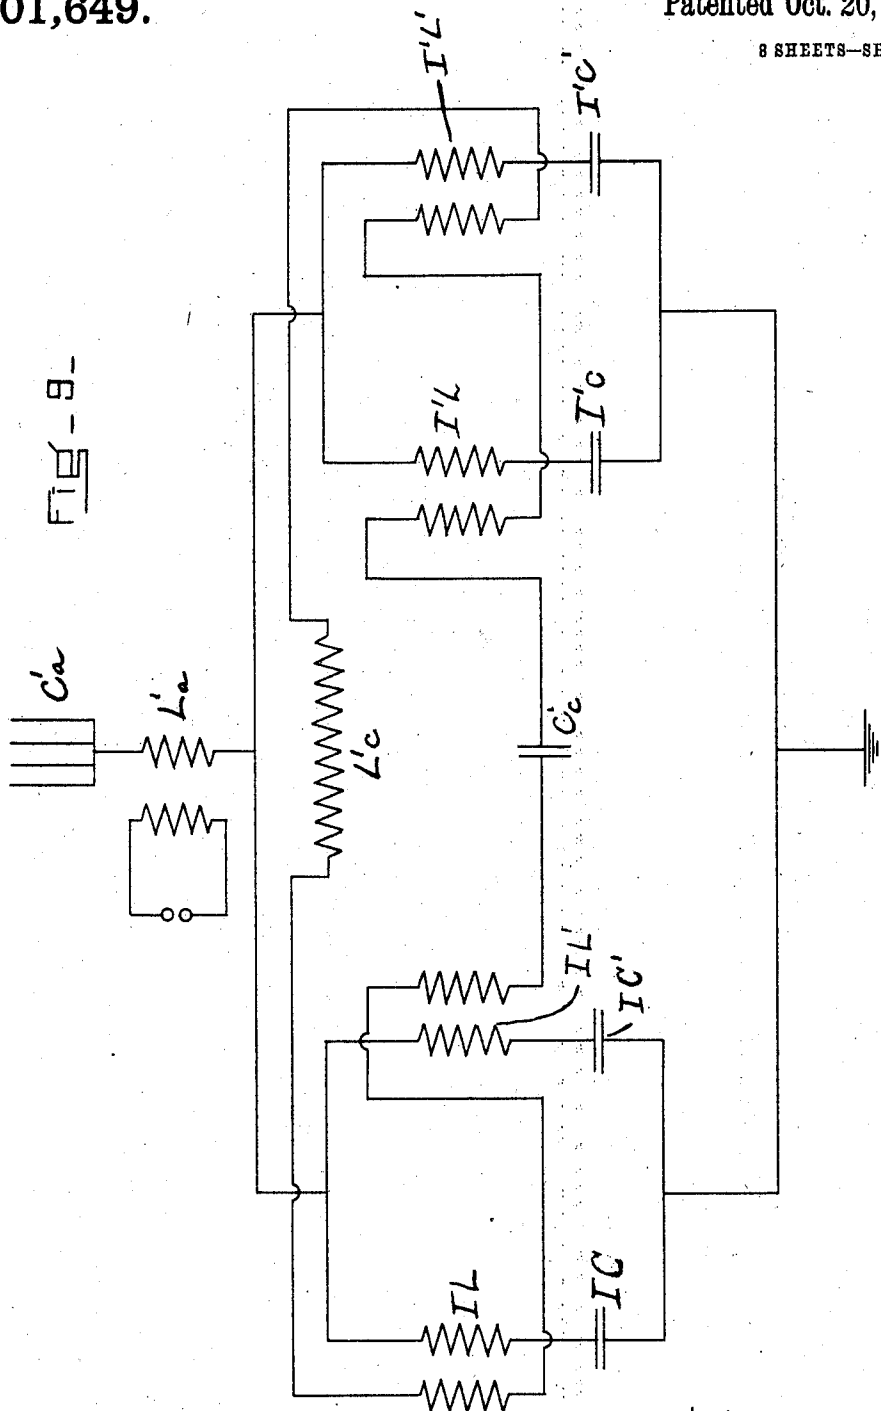 01,649.
Patented Oct. 20,
8 SHEETS—SH
Fig-9-
C'a
L'a
L'c
C'c
I'L'
I'C'
I'L
I'C
IL'
IC'
IL
IC